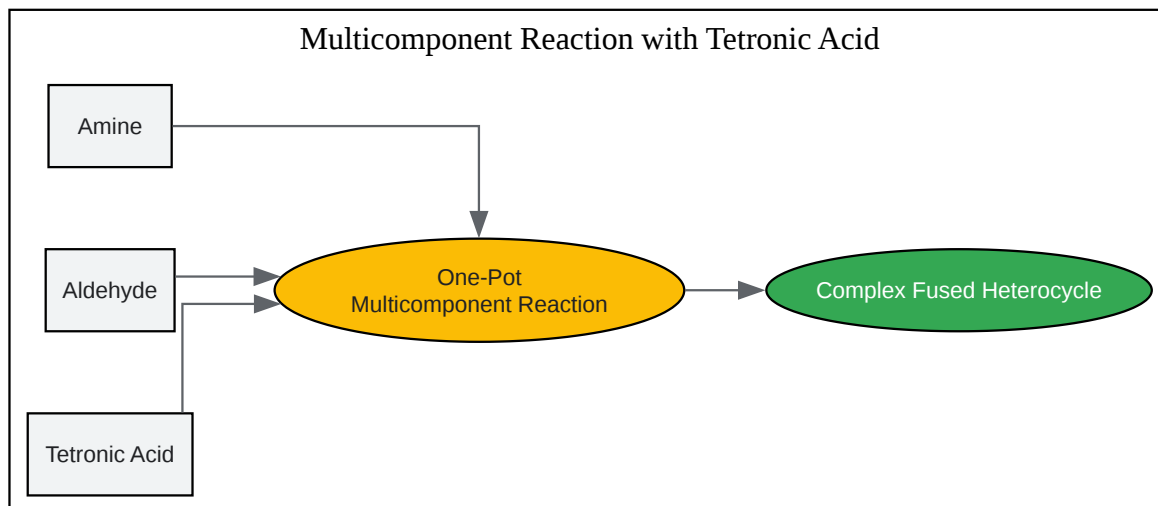 Multicomponent Reaction with Tetronic Acid
Amine
Aldehyde
Tetronic Acid
One-Pot
Multicomponent Reaction
Complex Fused Heterocycle